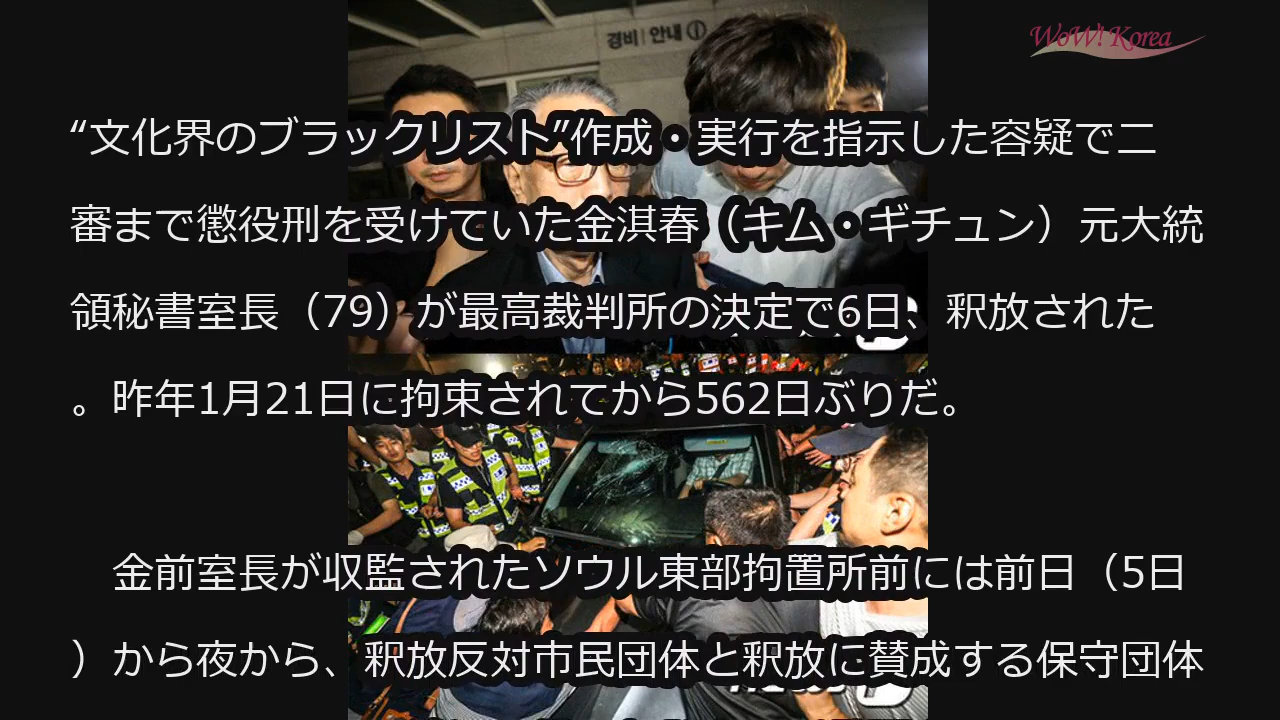 경비 | 안내
WoW! Korea
“文化界のブラックリスト”作成・実行を指示した容疑で二
審まで懲役刑を受けていた金淇春（キム・ギチュン）元大統
領秘書室長（79）が最高裁判所の決定で6日、釈放された
。昨年1月21日に拘束されてから562日ぶりだ。
　金前室長が収監されたソウル東部拘置所前には前日（5日
）から夜から、釈放反対市民団体と釈放に賛成する保守団体